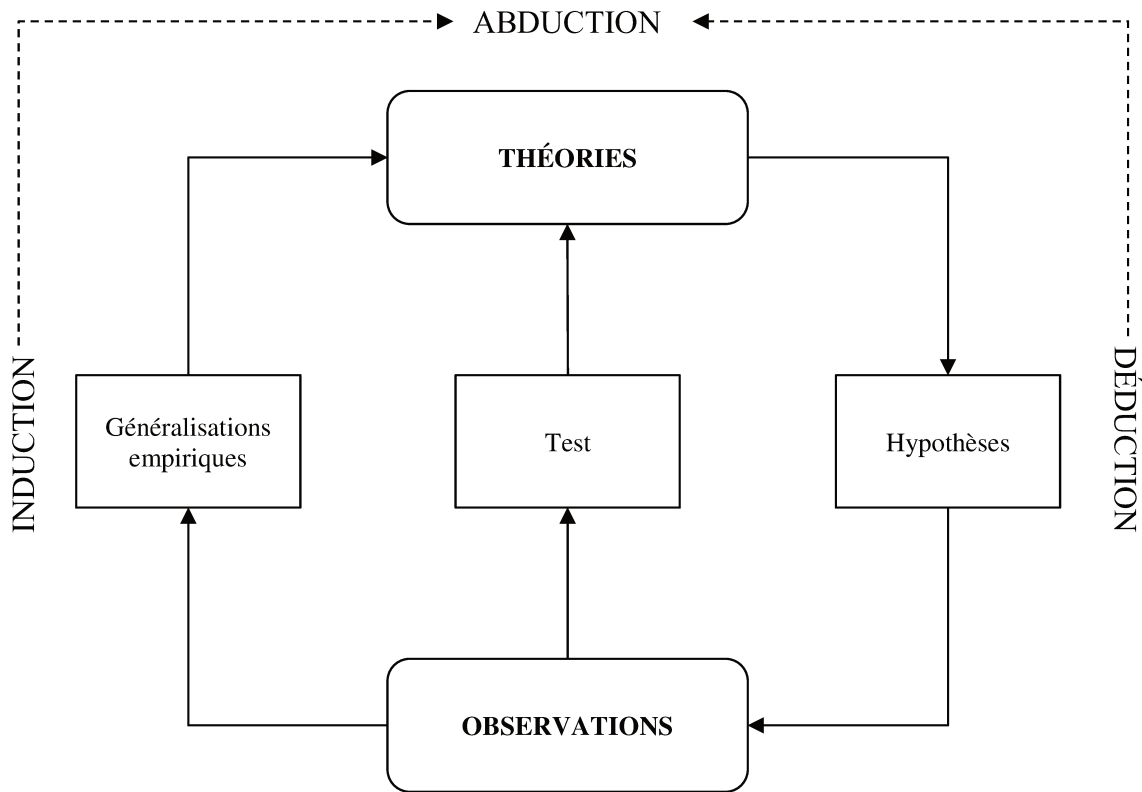 ABDUCTION
THÉORIES
INDUCTION
Généralisations
empiriques
Test
Hypothèses
DÉDUCTION
OBSERVATIONS